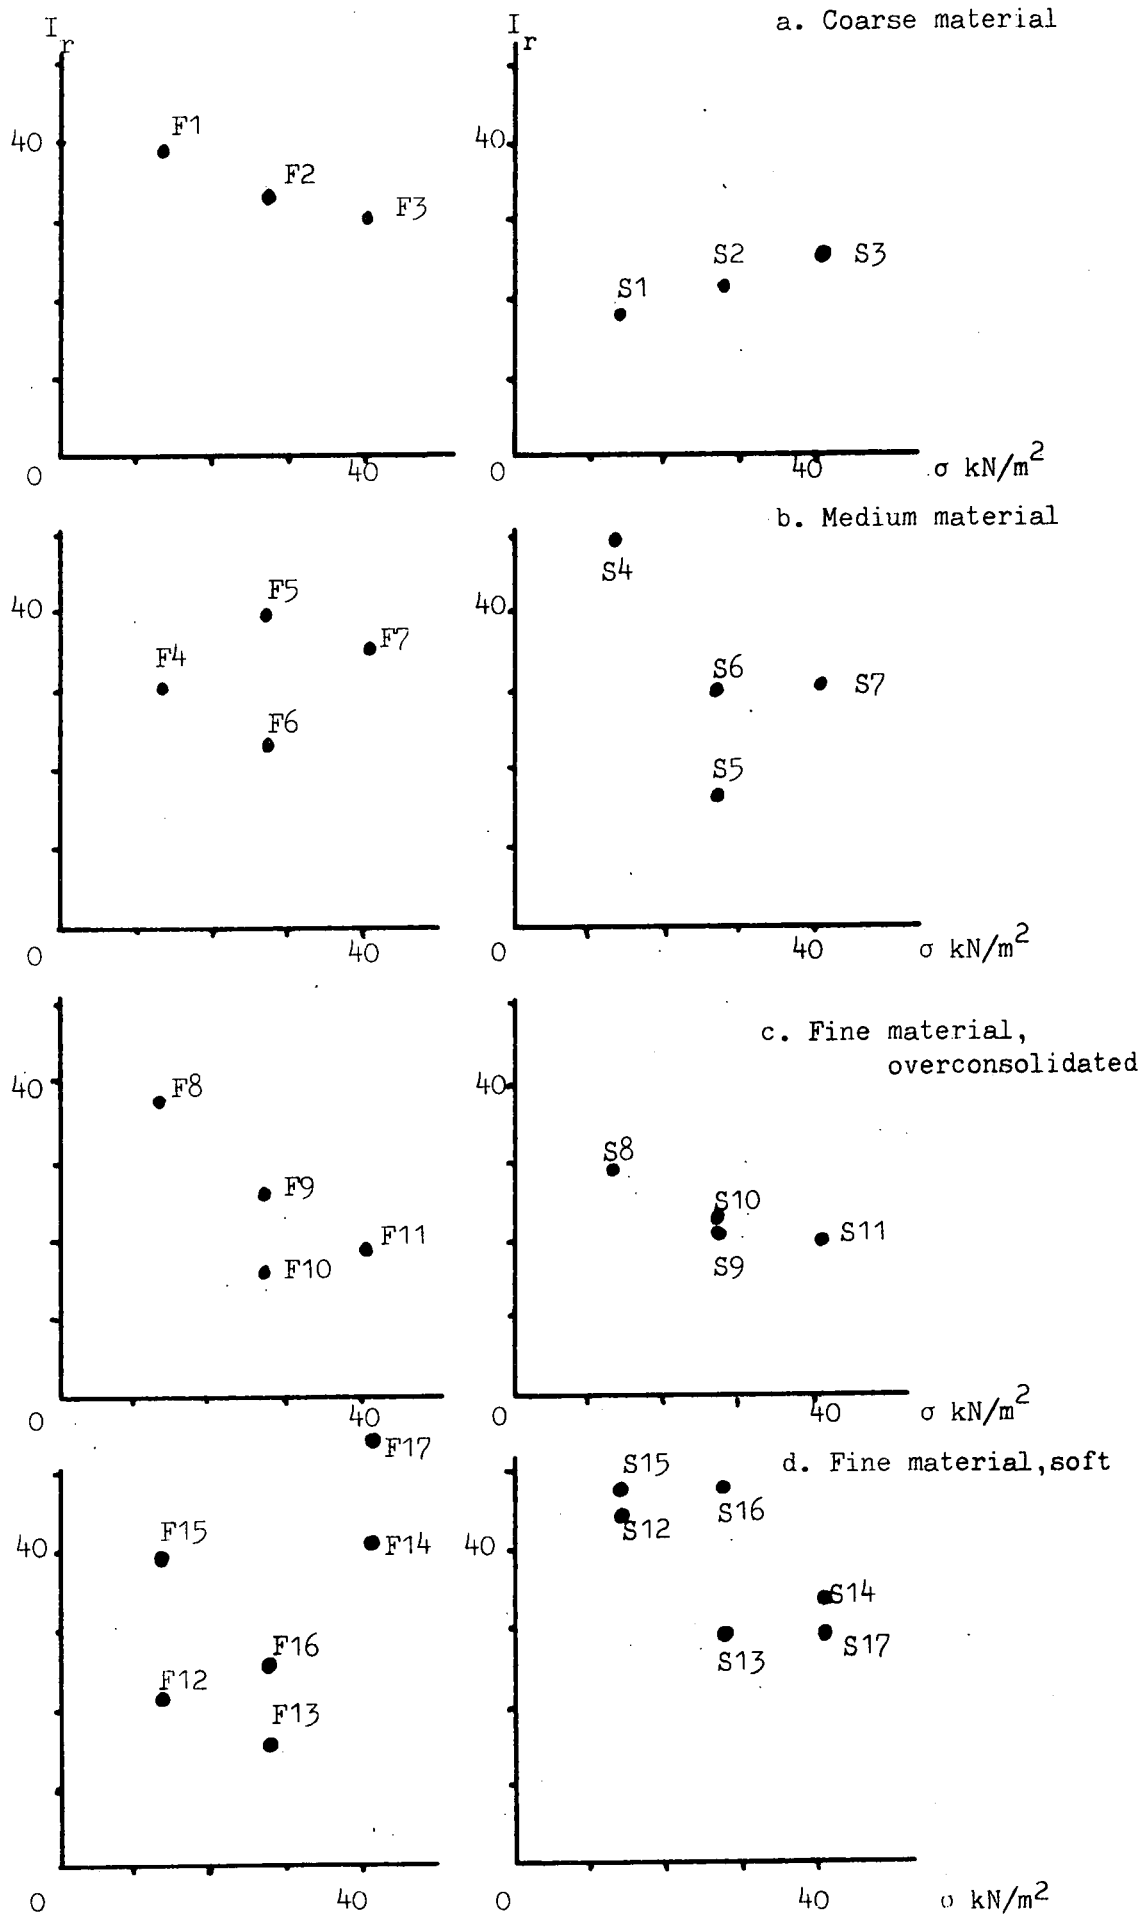 I_r
I_r
a. Coarse material
40
F1
F2
F3
0
40
40
S1
S2
S3
0
40
σ kN/m²
b. Medium material
40
F4
F5
F6
F7
0
40
40
S4
S6
S5
S7
0
40
σ kN/m²
c. Fine material,
overconsolidated
40
F8
F9
F10
F11
0
40
40
S8
S10
S9
S11
0
40
σ kN/m²
d. Fine material,soft
F17
40
F15
F14
F16
F12
F13
0
40
S15
S12
S16
40
S14
S13
S17
0
40
σ kN/m²